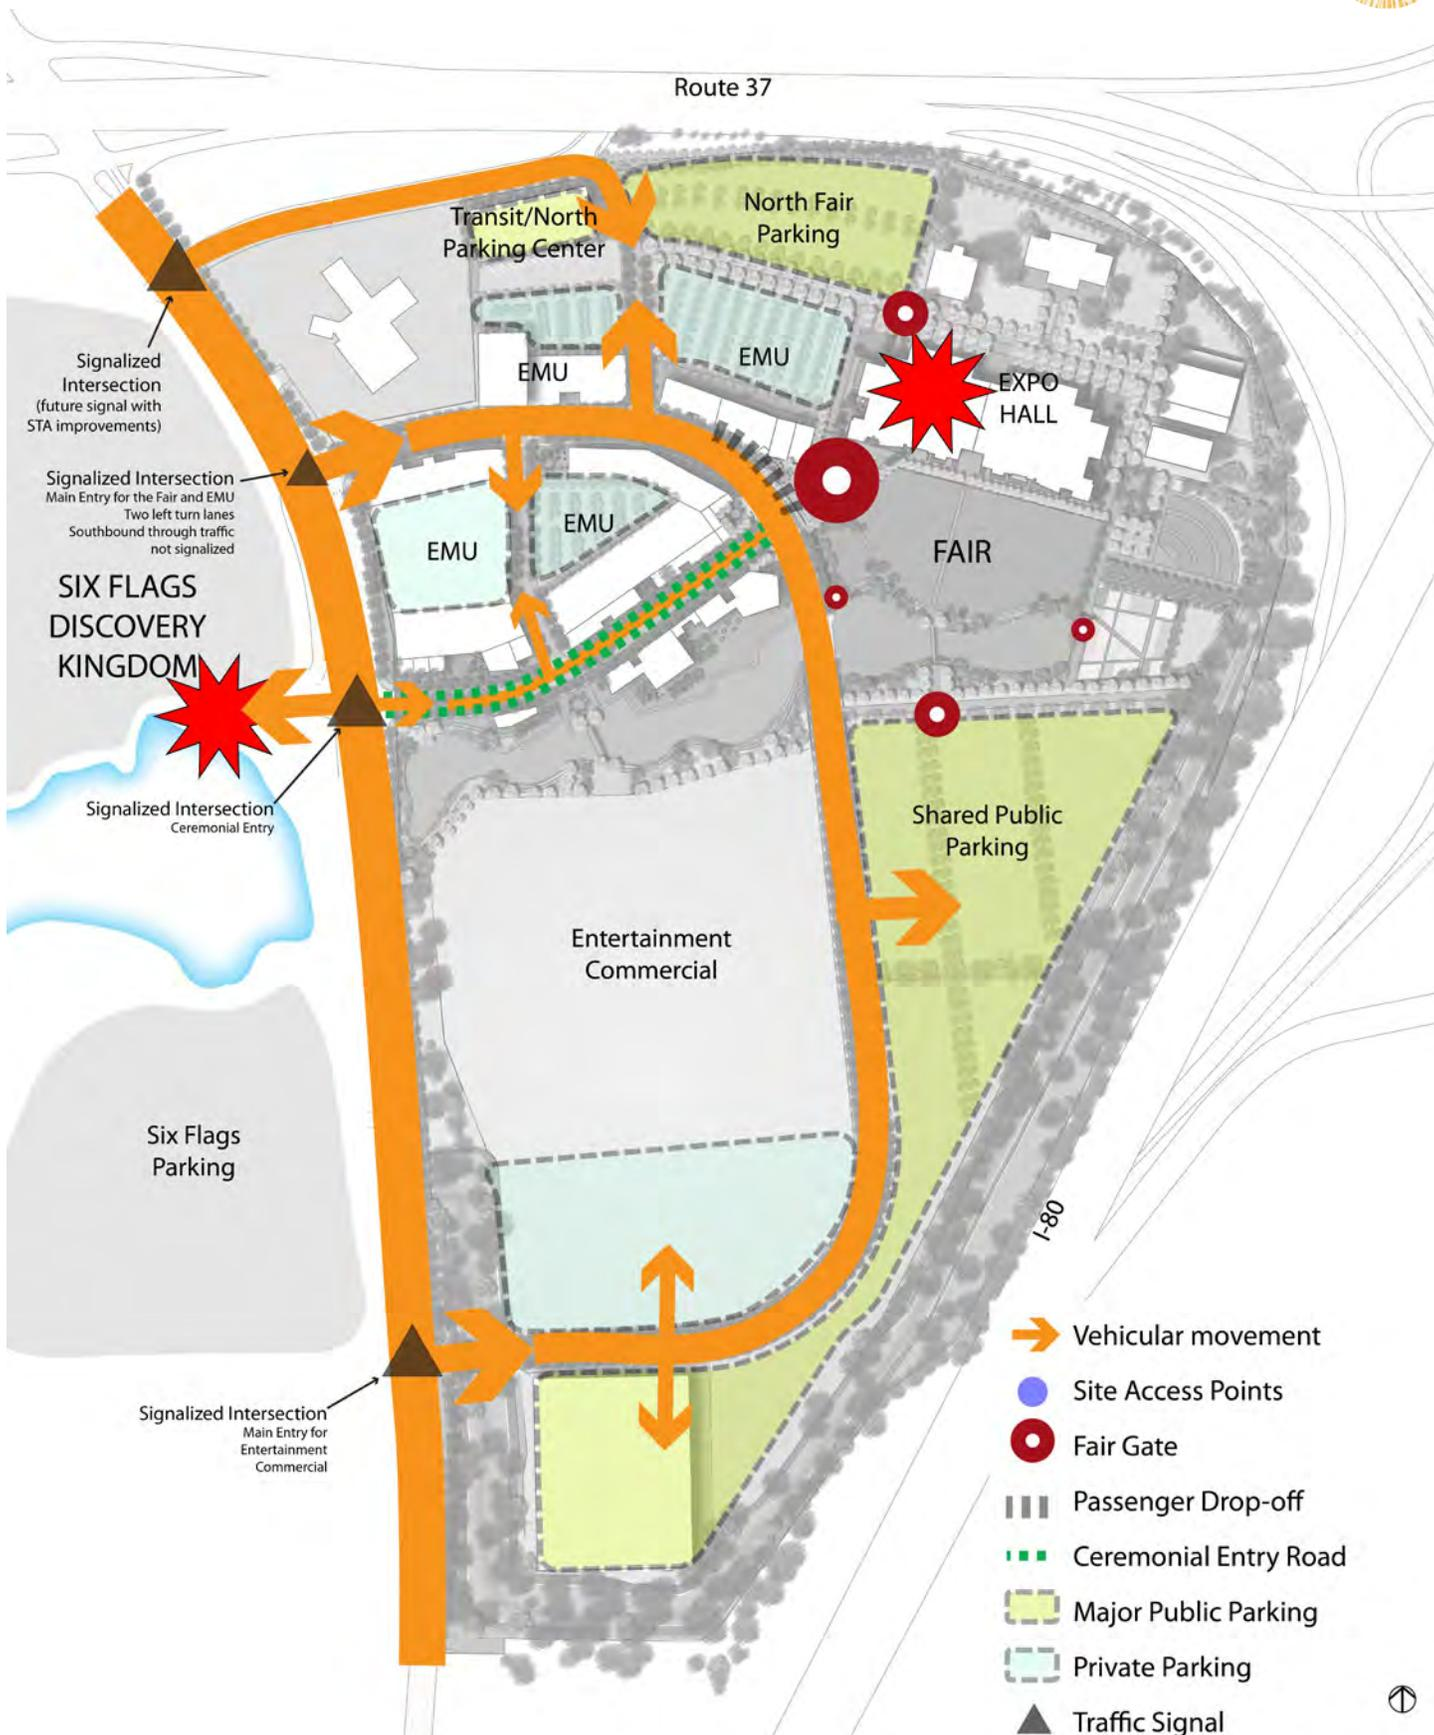 Route 37
Transit/North
Parking Center
North Fair
Parking
Signalized
Intersection
(future signal with
STA improvements)
EMU
EMU
EXPO
HALL
Signalized Intersection
Main Entry for the Fair and EMU
Two left turn lanes
Southbound through traffic
not signalized
EMU
EMU
FAIR
SIX FLAGS
DISCOVERY
KINGDOM
Signalized Intersection
Ceremonial Entry
Shared Public
Parking
Entertainment
Commercial
Six Flags
Parking
I-80
Signalized Intersection
Main Entry for
Entertainment
Commercial
Vehicular movement
Site Access Points
Fair Gate
Passenger Drop-off
Ceremonial Entry Road
Major Public Parking
Private Parking
Traffic Signal